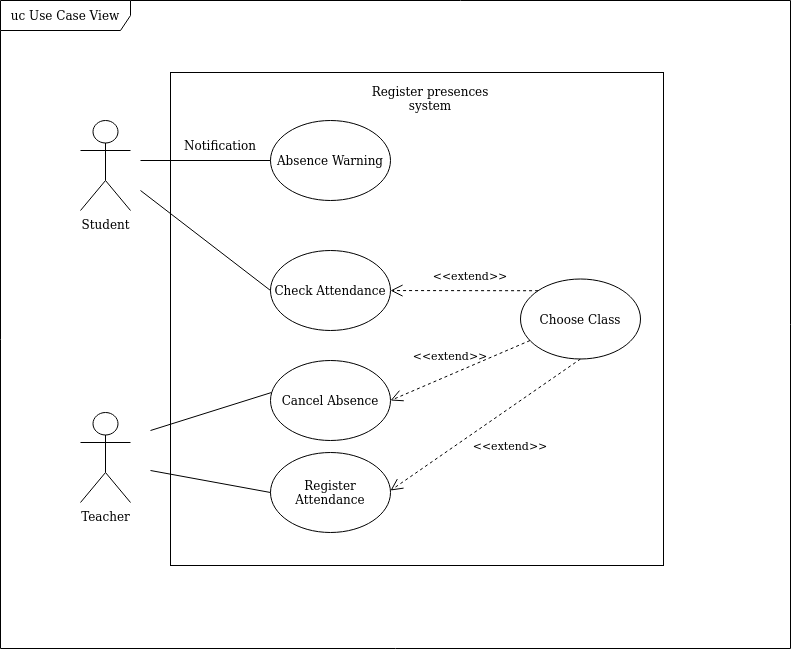 uc Use Case View
Register presences
system
Notification
Absence Warning
Student
<<extend>>
Check Attendance
Choose Class
<<extend>>
Cancel Absence
<<extend>>
Register
Attendance
Teacher